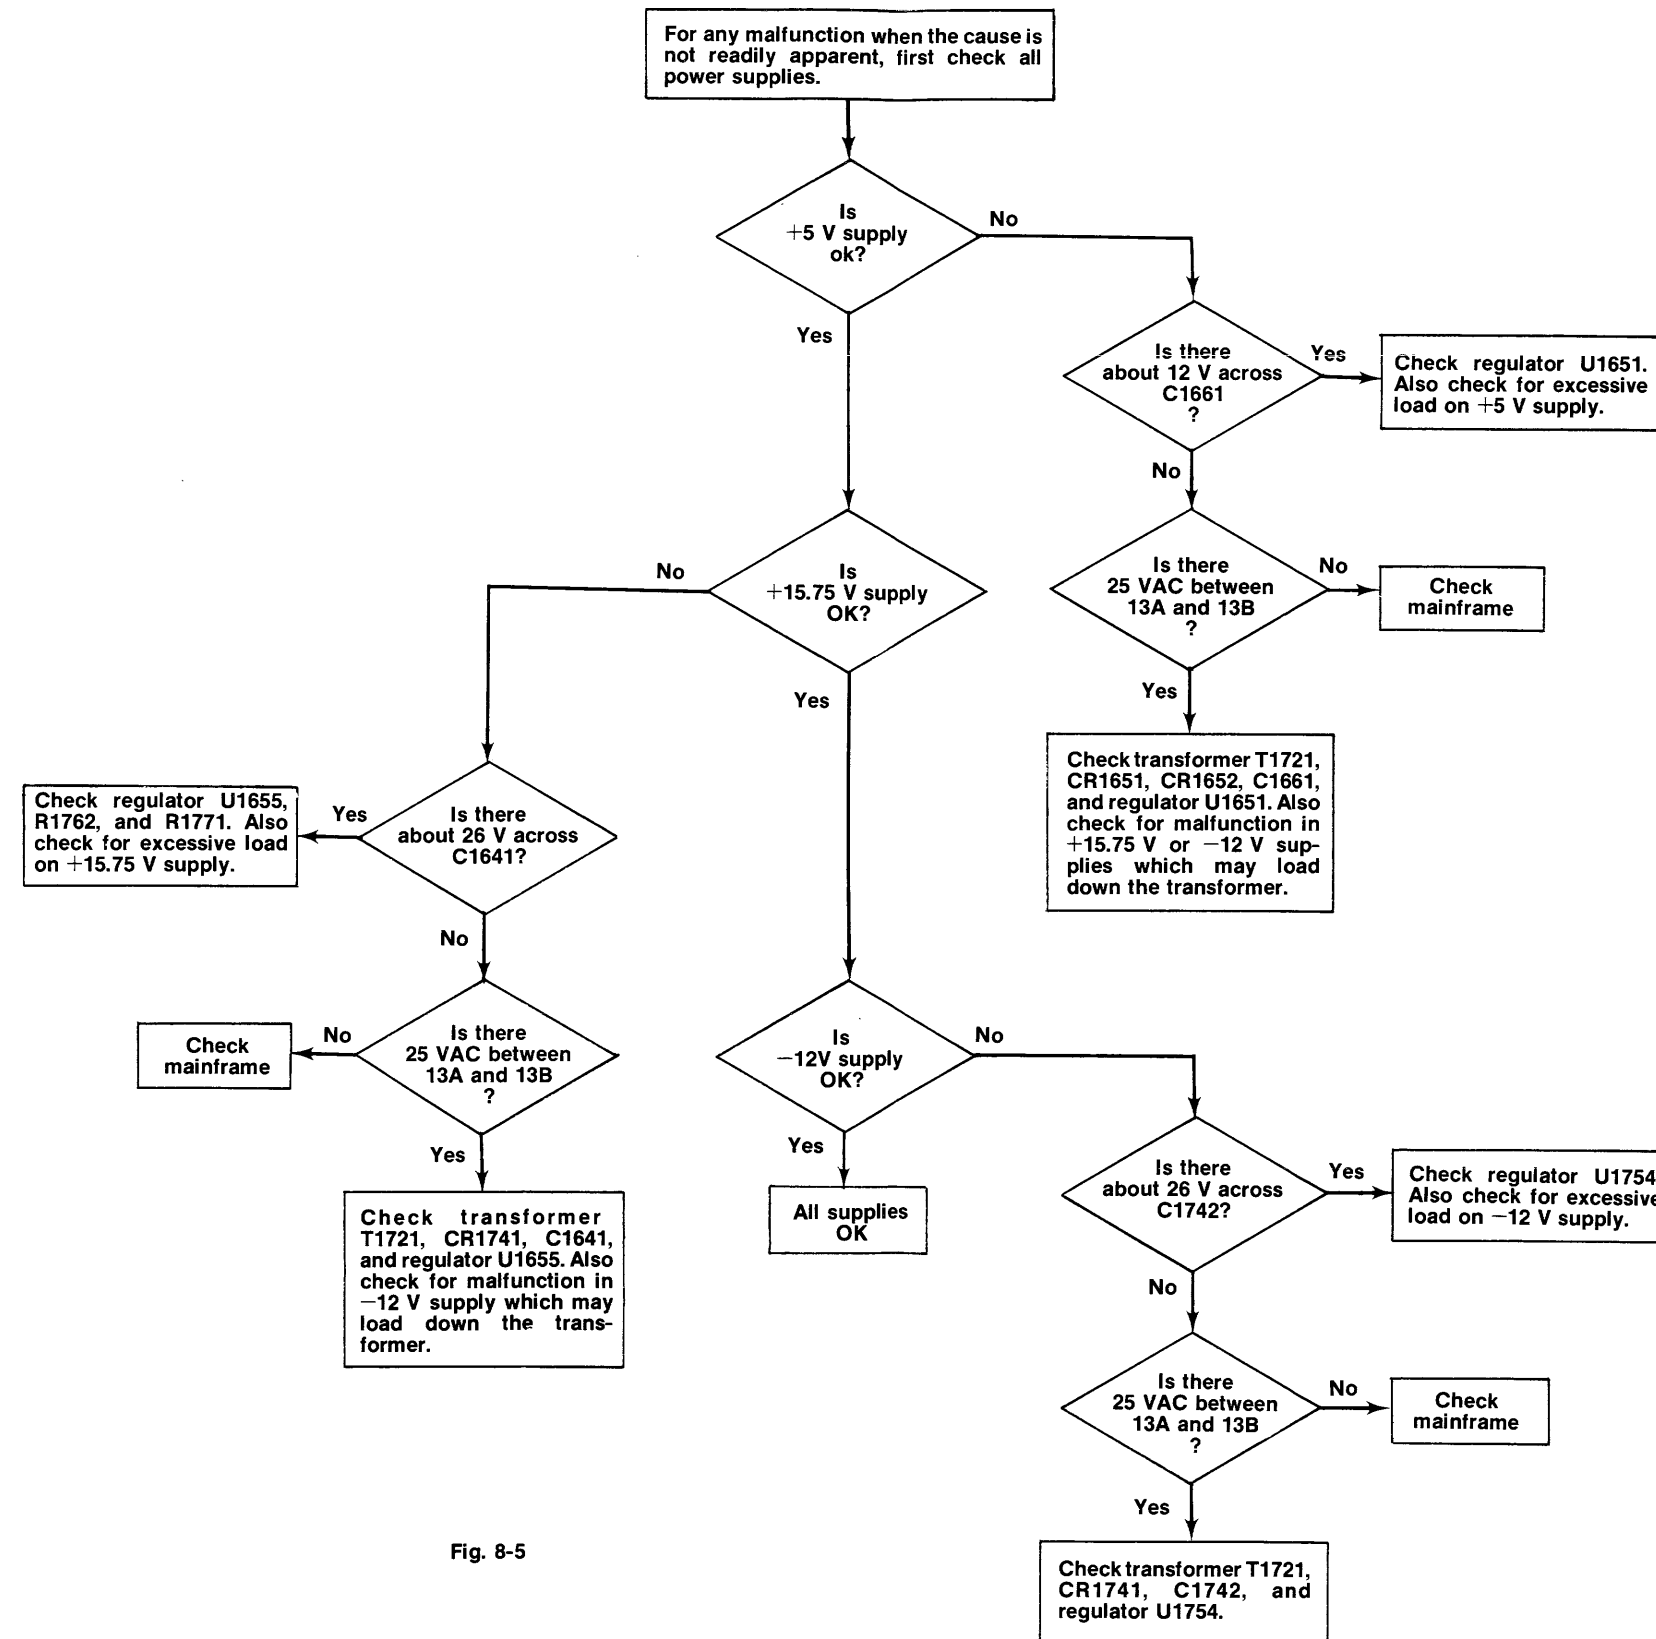 For any malfunction when the cause is
not readily apparent, first check all
power supplies.
Is
+5 V supply
ok?
No
Yes
Is there
about 12 V across
C1661
?
Yes
Check regulator U1651.
Also check for excessive
load on +5 V supply.
No
Is there
25 VAC between
13A and 13B
?
No
Check
mainframe
Yes
Check transformer T1721,
CR1651, CR1652, C1661,
and regulator U1651. Also
check for malfunction in
+15.75 V or −12 V sup-
plies which may load
down the transformer.
Is
+15.75 V supply
OK?
No
Yes
Is there
about 26 V across
C1641?
Yes
Check regulator U1655,
R1762, and R1771. Also
check for excessive load
on +15.75 V supply.
No
Is there
25 VAC between
13A and 13B
?
No
Check
mainframe
Yes
Check transformer
T1721, CR1741, C1641,
and regulator U1655. Also
check for malfunction in
−12 V supply which may
load down the trans-
former.
Is
−12V supply
OK?
No
Yes
All supplies
OK
Is there
about 26 V across
C1742?
Yes
Check regulator U1754
Also check for excessive
load on −12 V supply.
No
Is there
25 VAC between
13A and 13B
?
No
Check
mainframe
Yes
Check transformer T1721,
CR1741, C1742, and
regulator U1754.
Fig. 8-5